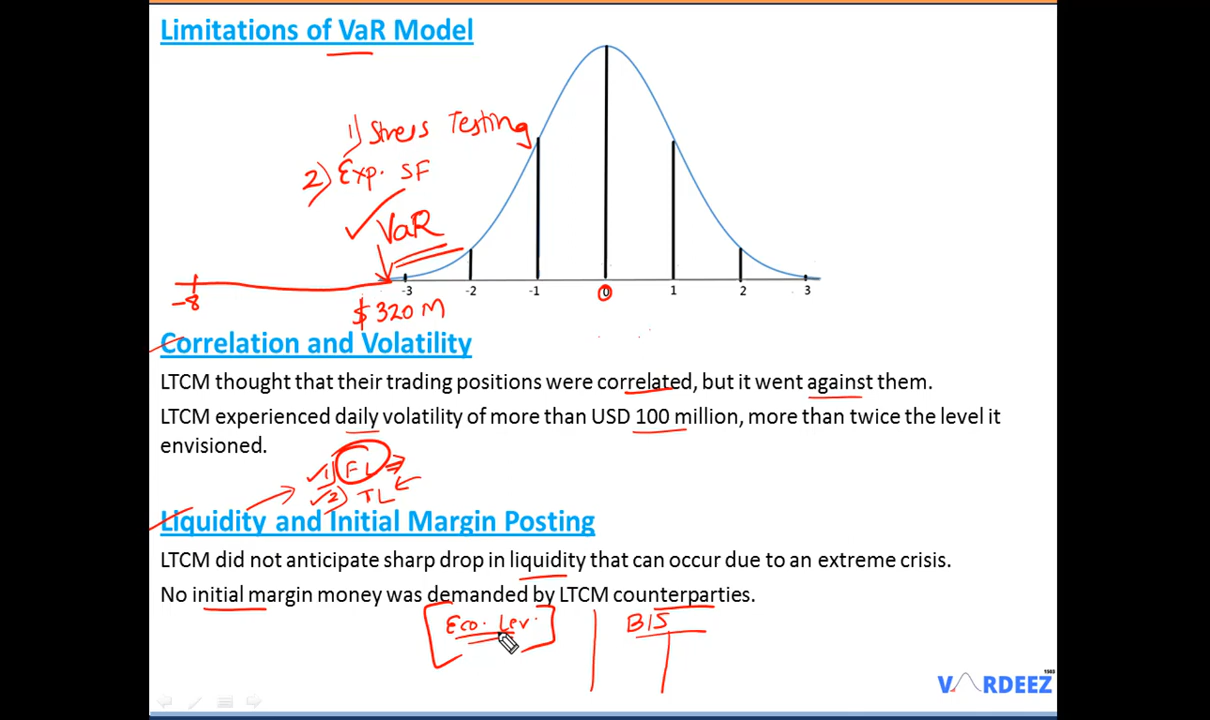 Limitations of VaR Model
1) Stress Testing
2) Exp. SF
VaR
-8
-3 -2 -1 0 1 2 3
$ 320 M
Correlation and Volatility
LTCM thought that their trading positions were correlated, but it went against them.
LTCM experienced daily volatility of more than USD 100 million, more than twice the level it
envisioned.
1) FL
2) TL
Liquidity and Initial Margin Posting
LTCM did not anticipate sharp drop in liquidity that can occur due to an extreme crisis.
No initial margin money was demanded by LTCM counterparties.
Eco. Lev. B/S
VARDEEZ